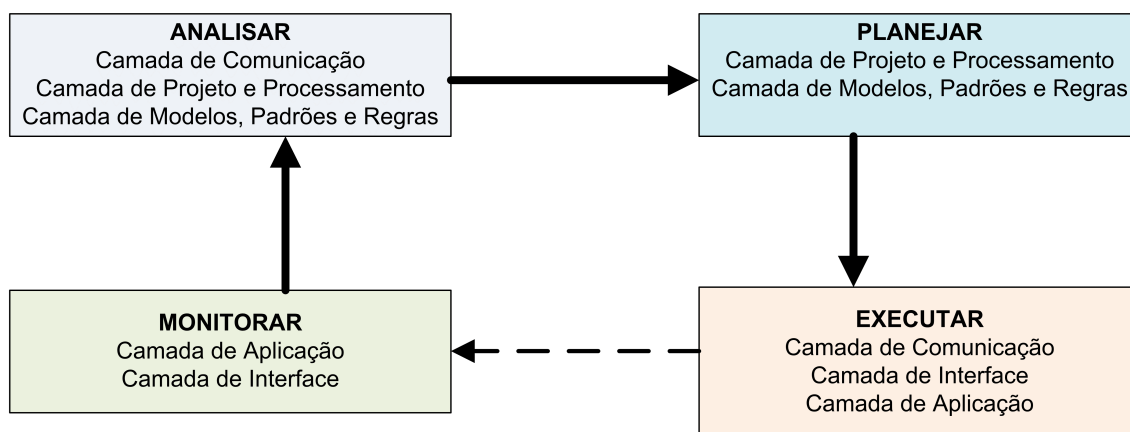 ANALISAR
Camada de Comunicação
Camada de Projeto e Processamento
Camada de Modelos, Padrões e Regras
PLANEJAR
Camada de Projeto e Processamento
Camada de Modelos, Padrões e Regras
MONITORAR
Camada de Aplicação
Camada de Interface
EXECUTAR
Camada de Comunicação
Camada de Interface
Camada de Aplicação